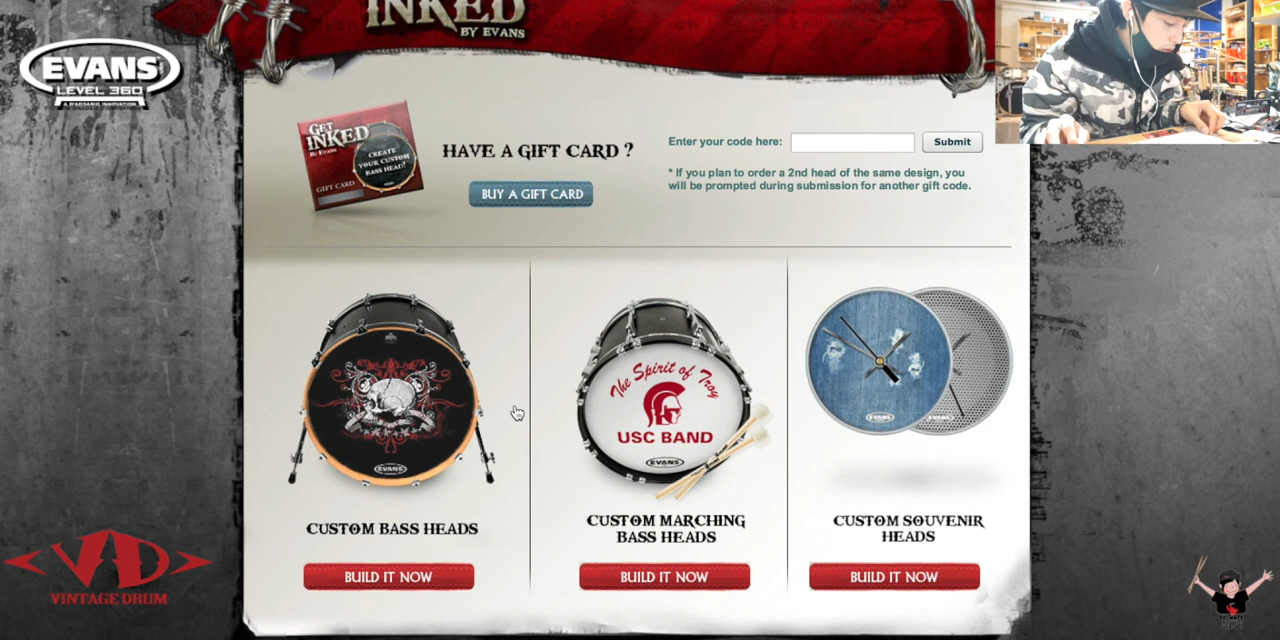 INKED
BY EVANS
EVANS
LEVEL 360
A D'ADDARIO INNOVATION
GET
INKED
BY EVANS
CREATE
YOUR CUSTOM
BASS HEAD!
GIFT CARD
HAVE A GIFT CARD ?
BUY A GIFT CARD
Enter your code here:
Submit
* If you plan to order a 2nd head of the same design, you
will be prompted during submission for another gift code.
EVANS
CUSTOM BASS HEADS
BUILD IT NOW
The Spirit of Troy
USC BAND
EVANS
CUSTOM MARCHING
BASS HEADS
BUILD IT NOW
EVANS
EVANS
CUSTOM SOUVENIR
HEADS
BUILD IT NOW
VD
VINTAGE DRUM